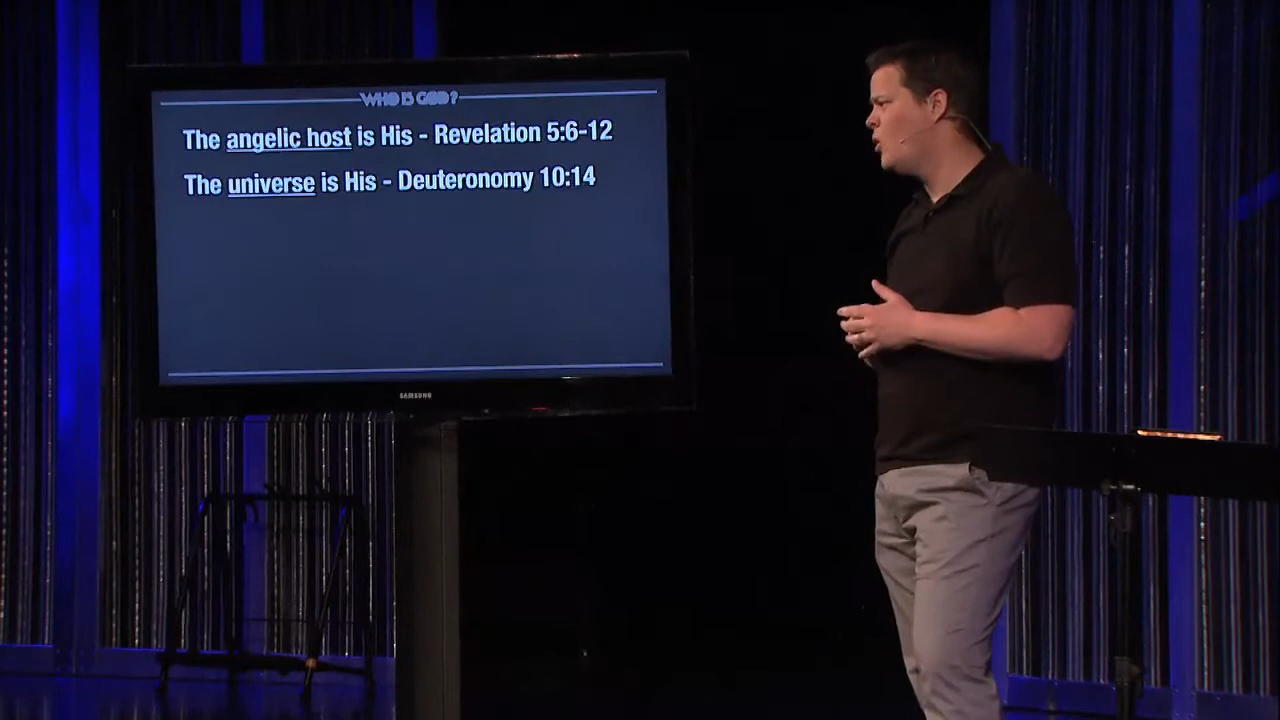 WHO IS GOD?
The angelic host is His - Revelation 5:6-12
The universe is His - Deuteronomy 10:14
SAMSUNG